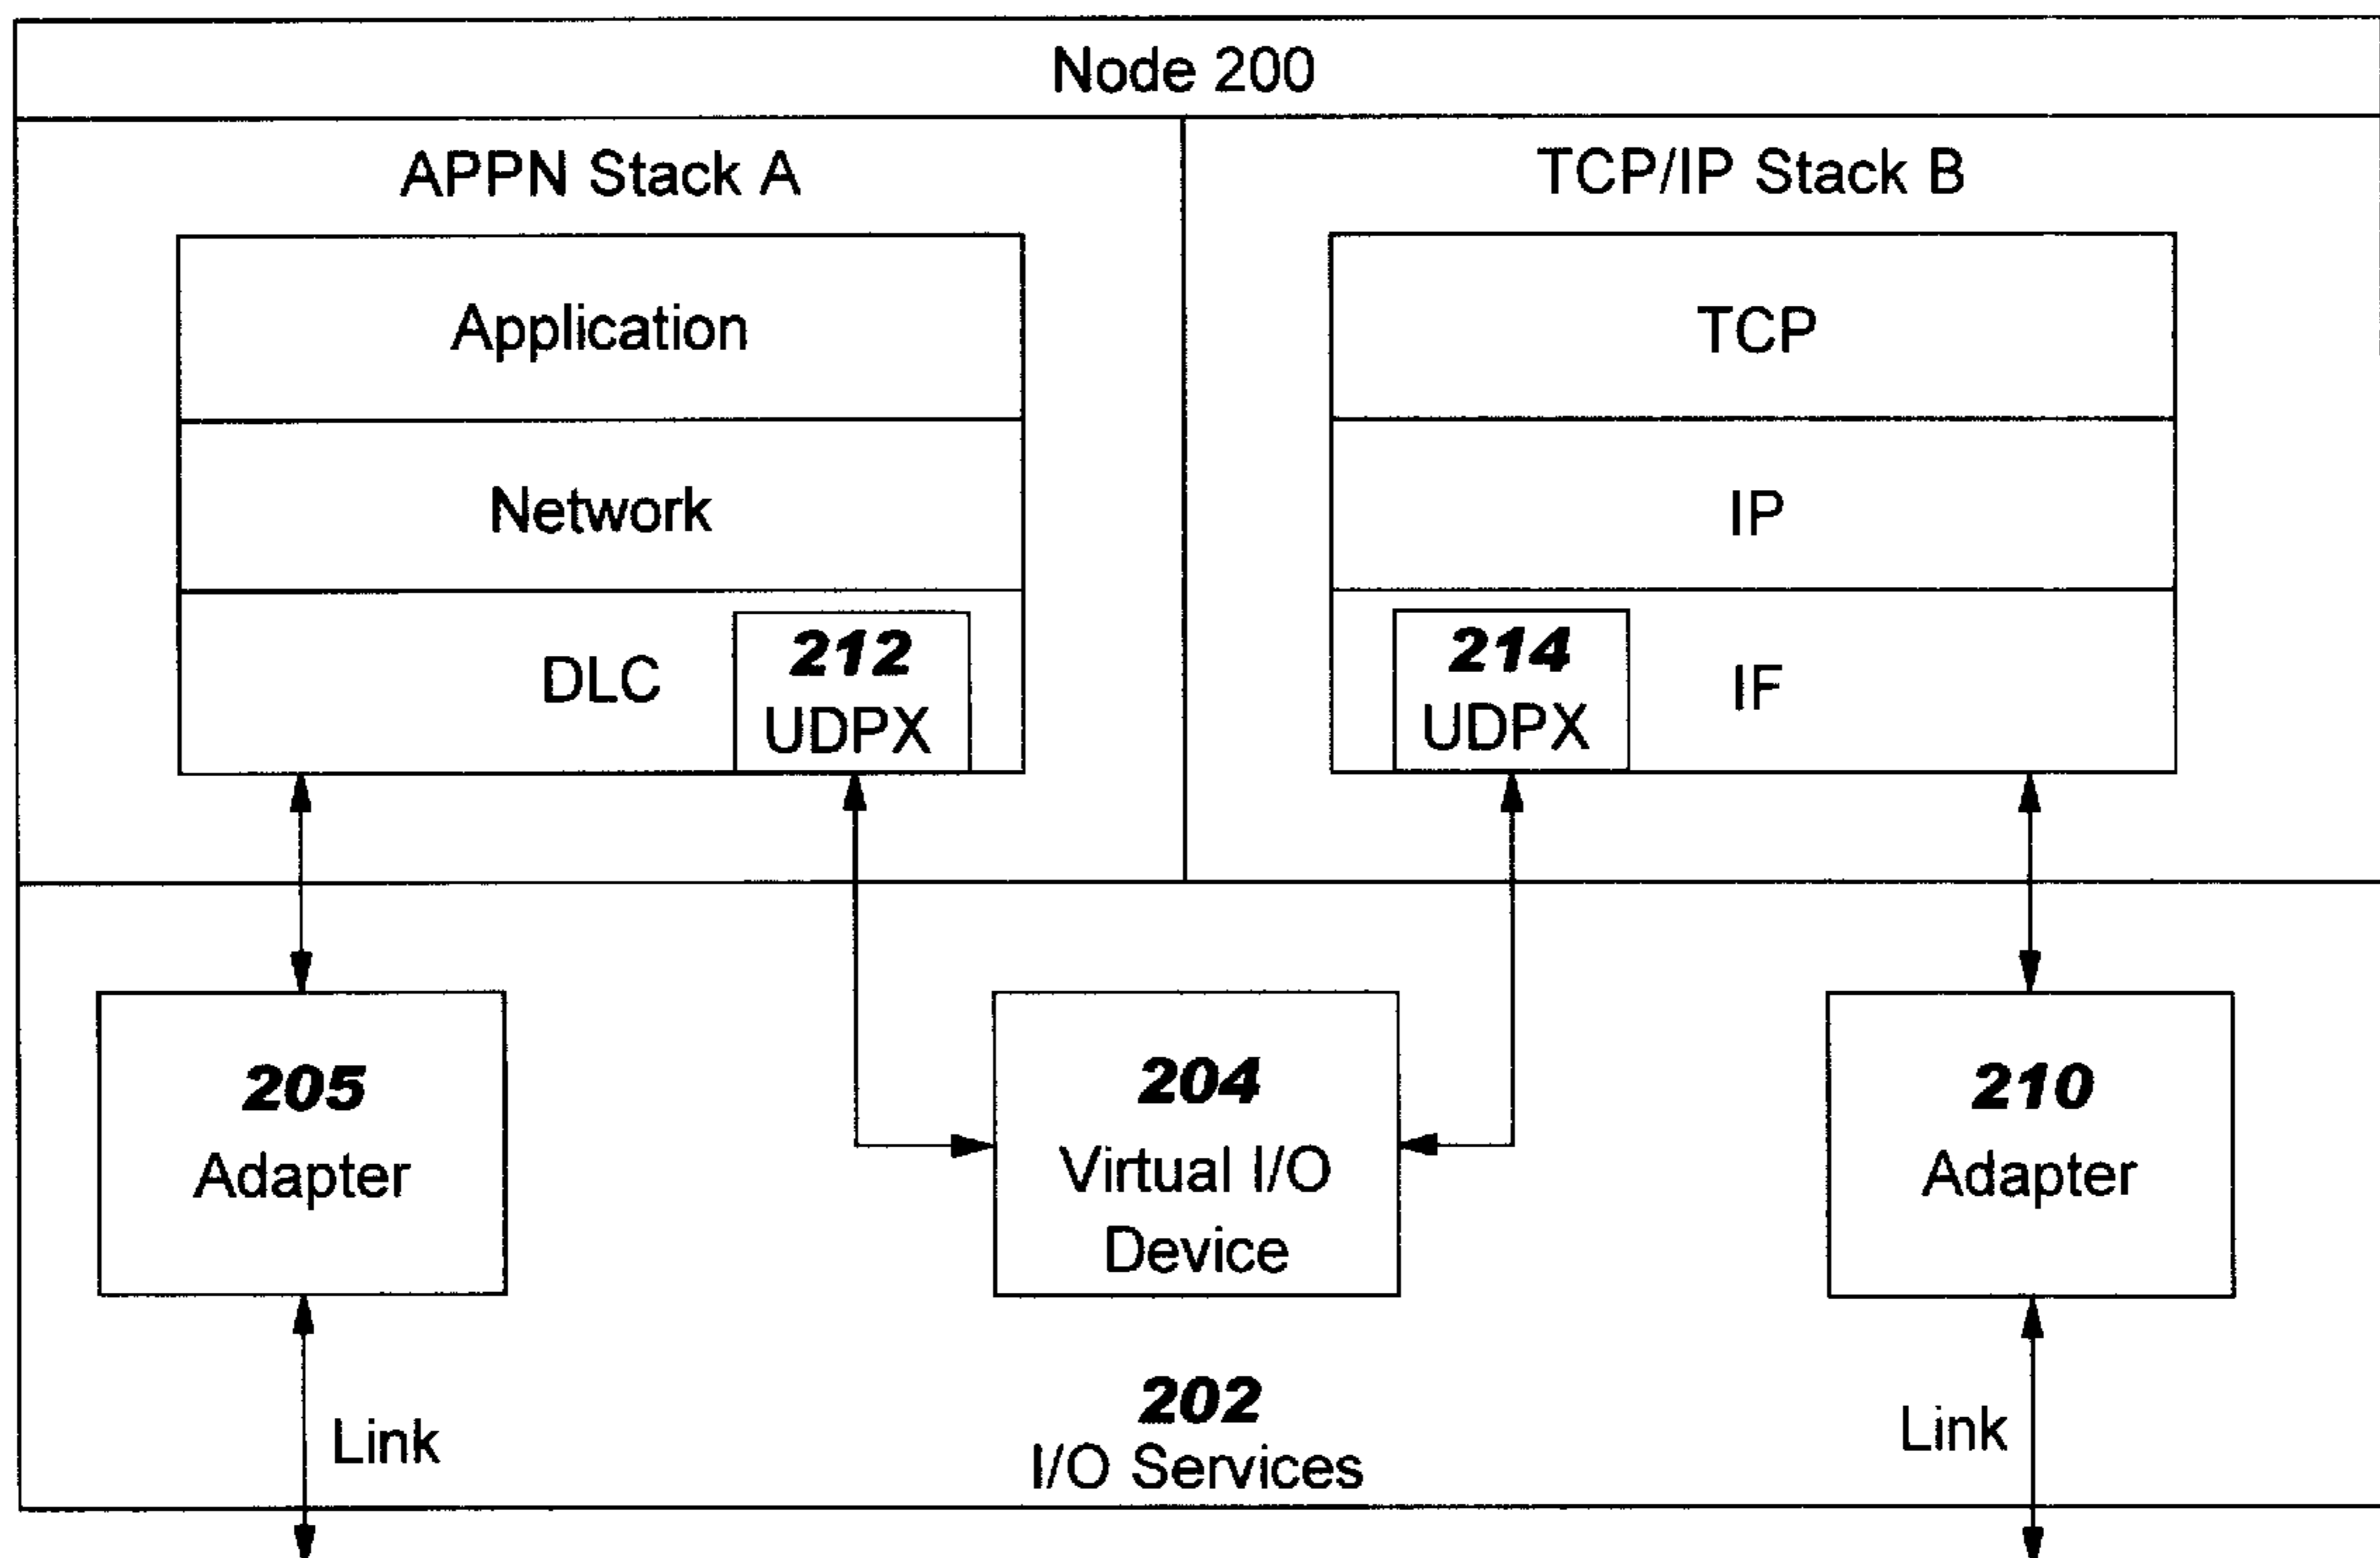 Node 200
APPN Stack A
TCP/IP Stack B
Application
Network
DLC
212
UDPX
TCP
IP
214
UDPX
IF
205
Adapter
204
Virtual I/O
Device
210
Adapter
Link
202
I/O Services
Link